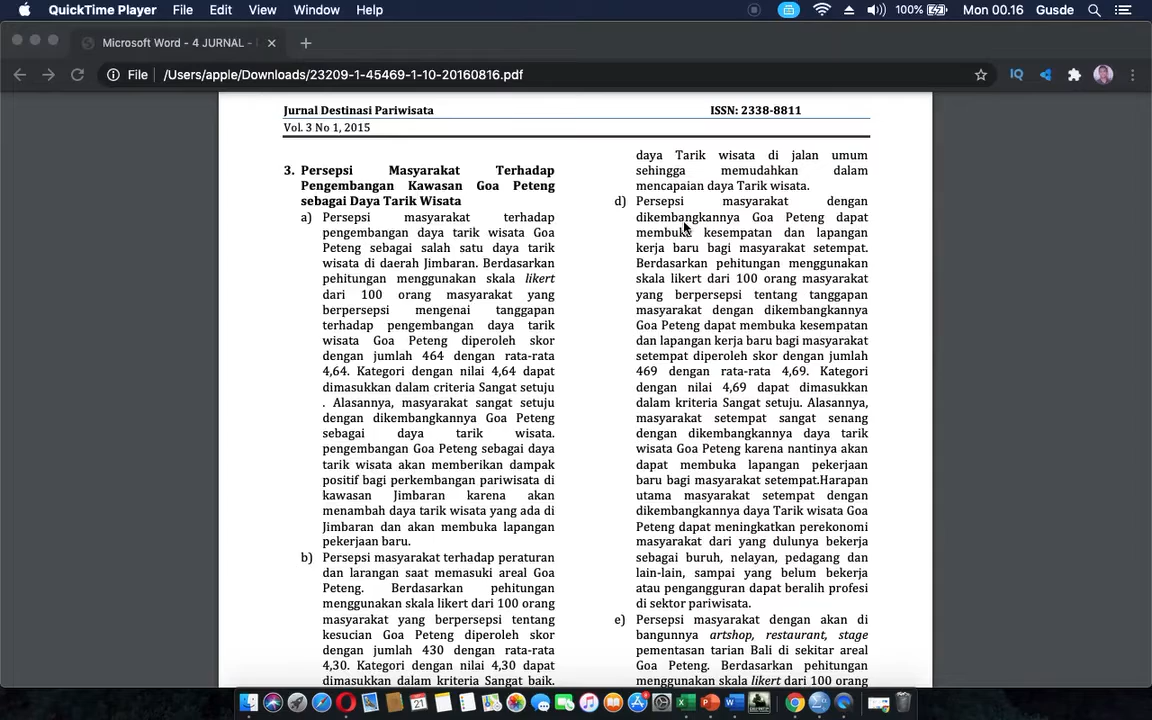 QuickTime Player File Edit View Window Help 100% Mon 00.16 Gusde
Microsoft Word - 4 JURNAL -
File /Users/apple/Downloads/23209-1-45469-1-10-20160816.pdf IQ
Jurnal Destinasi Pariwisata ISSN: 2338-8811
Vol. 3 No 1, 2015
3. Persepsi Masyarakat Terhadap
Pengembangan Kawasan Goa Peteng
sebagai Daya Tarik Wisata
a) Persepsi masyarakat terhadap
pengembangan daya tarik wisata Goa
Peteng sebagai salah satu daya tarik
wisata di daerah Jimbaran. Berdasarkan
pehitungan menggunakan skala likert
dari 100 orang masyarakat yang
berpersepsi mengenai tanggapan
terhadap pengembangan daya tarik
wisata Goa Peteng diperoleh skor
dengan jumlah 464 dengan rata-rata
4,64. Kategori dengan nilai 4,64 dapat
dimasukkan dalam criteria Sangat setuju
. Alasannya, masyarakat sangat setuju
dengan dikembangkannya Goa Peteng
sebagai daya tarik wisata.
pengembangan Goa Peteng sebagai daya
tarik wisata akan memberikan dampak
positif bagi perkembangan pariwisata di
kawasan Jimbaran karena akan
menambah daya tarik wisata yang ada di
Jimbaran dan akan membuka lapangan
pekerjaan baru.
b) Persepsi masyarakat terhadap peraturan
dan larangan saat memasuki areal Goa
Peteng. Berdasarkan pehitungan
menggunakan skala likert dari 100 orang
masyarakat yang berpersepsi tentang
kesucian Goa Peteng diperoleh skor
dengan jumlah 430 dengan rata-rata
4,30. Kategori dengan nilai 4,30 dapat
dimasukkan dalam kriteria Sangat baik.
daya Tarik wisata di jalan umum
sehingga memudahkan dalam
mencapaian daya Tarik wisata.
d) Persepsi masyarakat dengan
dikembangkannya Goa Peteng dapat
membuka kesempatan dan lapangan
kerja baru bagi masyarakat setempat.
Berdasarkan pehitungan menggunakan
skala likert dari 100 orang masyarakat
yang berpersepsi tentang tanggapan
masyarakat dengan dikembangkannya
Goa Peteng dapat membuka kesempatan
dan lapangan kerja baru bagi masyarakat
setempat diperoleh skor dengan jumlah
469 dengan rata-rata 4,69. Kategori
dengan nilai 4,69 dapat dimasukkan
dalam kriteria Sangat setuju. Alasannya,
masyarakat setempat sangat senang
dengan dikembangkannya daya tarik
wisata Goa Peteng karena nantinya akan
dapat membuka lapangan pekerjaan
baru bagi masyarakat setempat.Harapan
utama masyarakat setempat dengan
dikembangkannya daya Tarik wisata Goa
Peteng dapat meningkatkan perekonomi
masyarakat dari yang dulunya bekerja
sebagai buruh, nelayan, pedagang dan
lain-lain, sampai yang belum bekerja
atau pengangguran dapat beralih profesi
di sektor pariwisata.
e) Persepsi masyarakat dengan akan di
bangunnya artshop, restaurant, stage
pementasan tarian Bali di sekitar areal
Goa Peteng. Berdasarkan pehitungan
menggunakan skala likert dari 100 orang